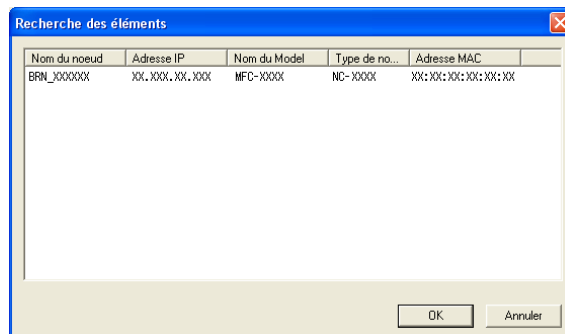 Recherche des éléments
Nom du noeud Adresse IP Nom du Model Type de no... Adresse MAC
BRN_XXXXXX XX.XXX.XX.XXX MFC-XXXX NC-XXXX XX:XX:XX:XX:XX:XX
OK Annuler